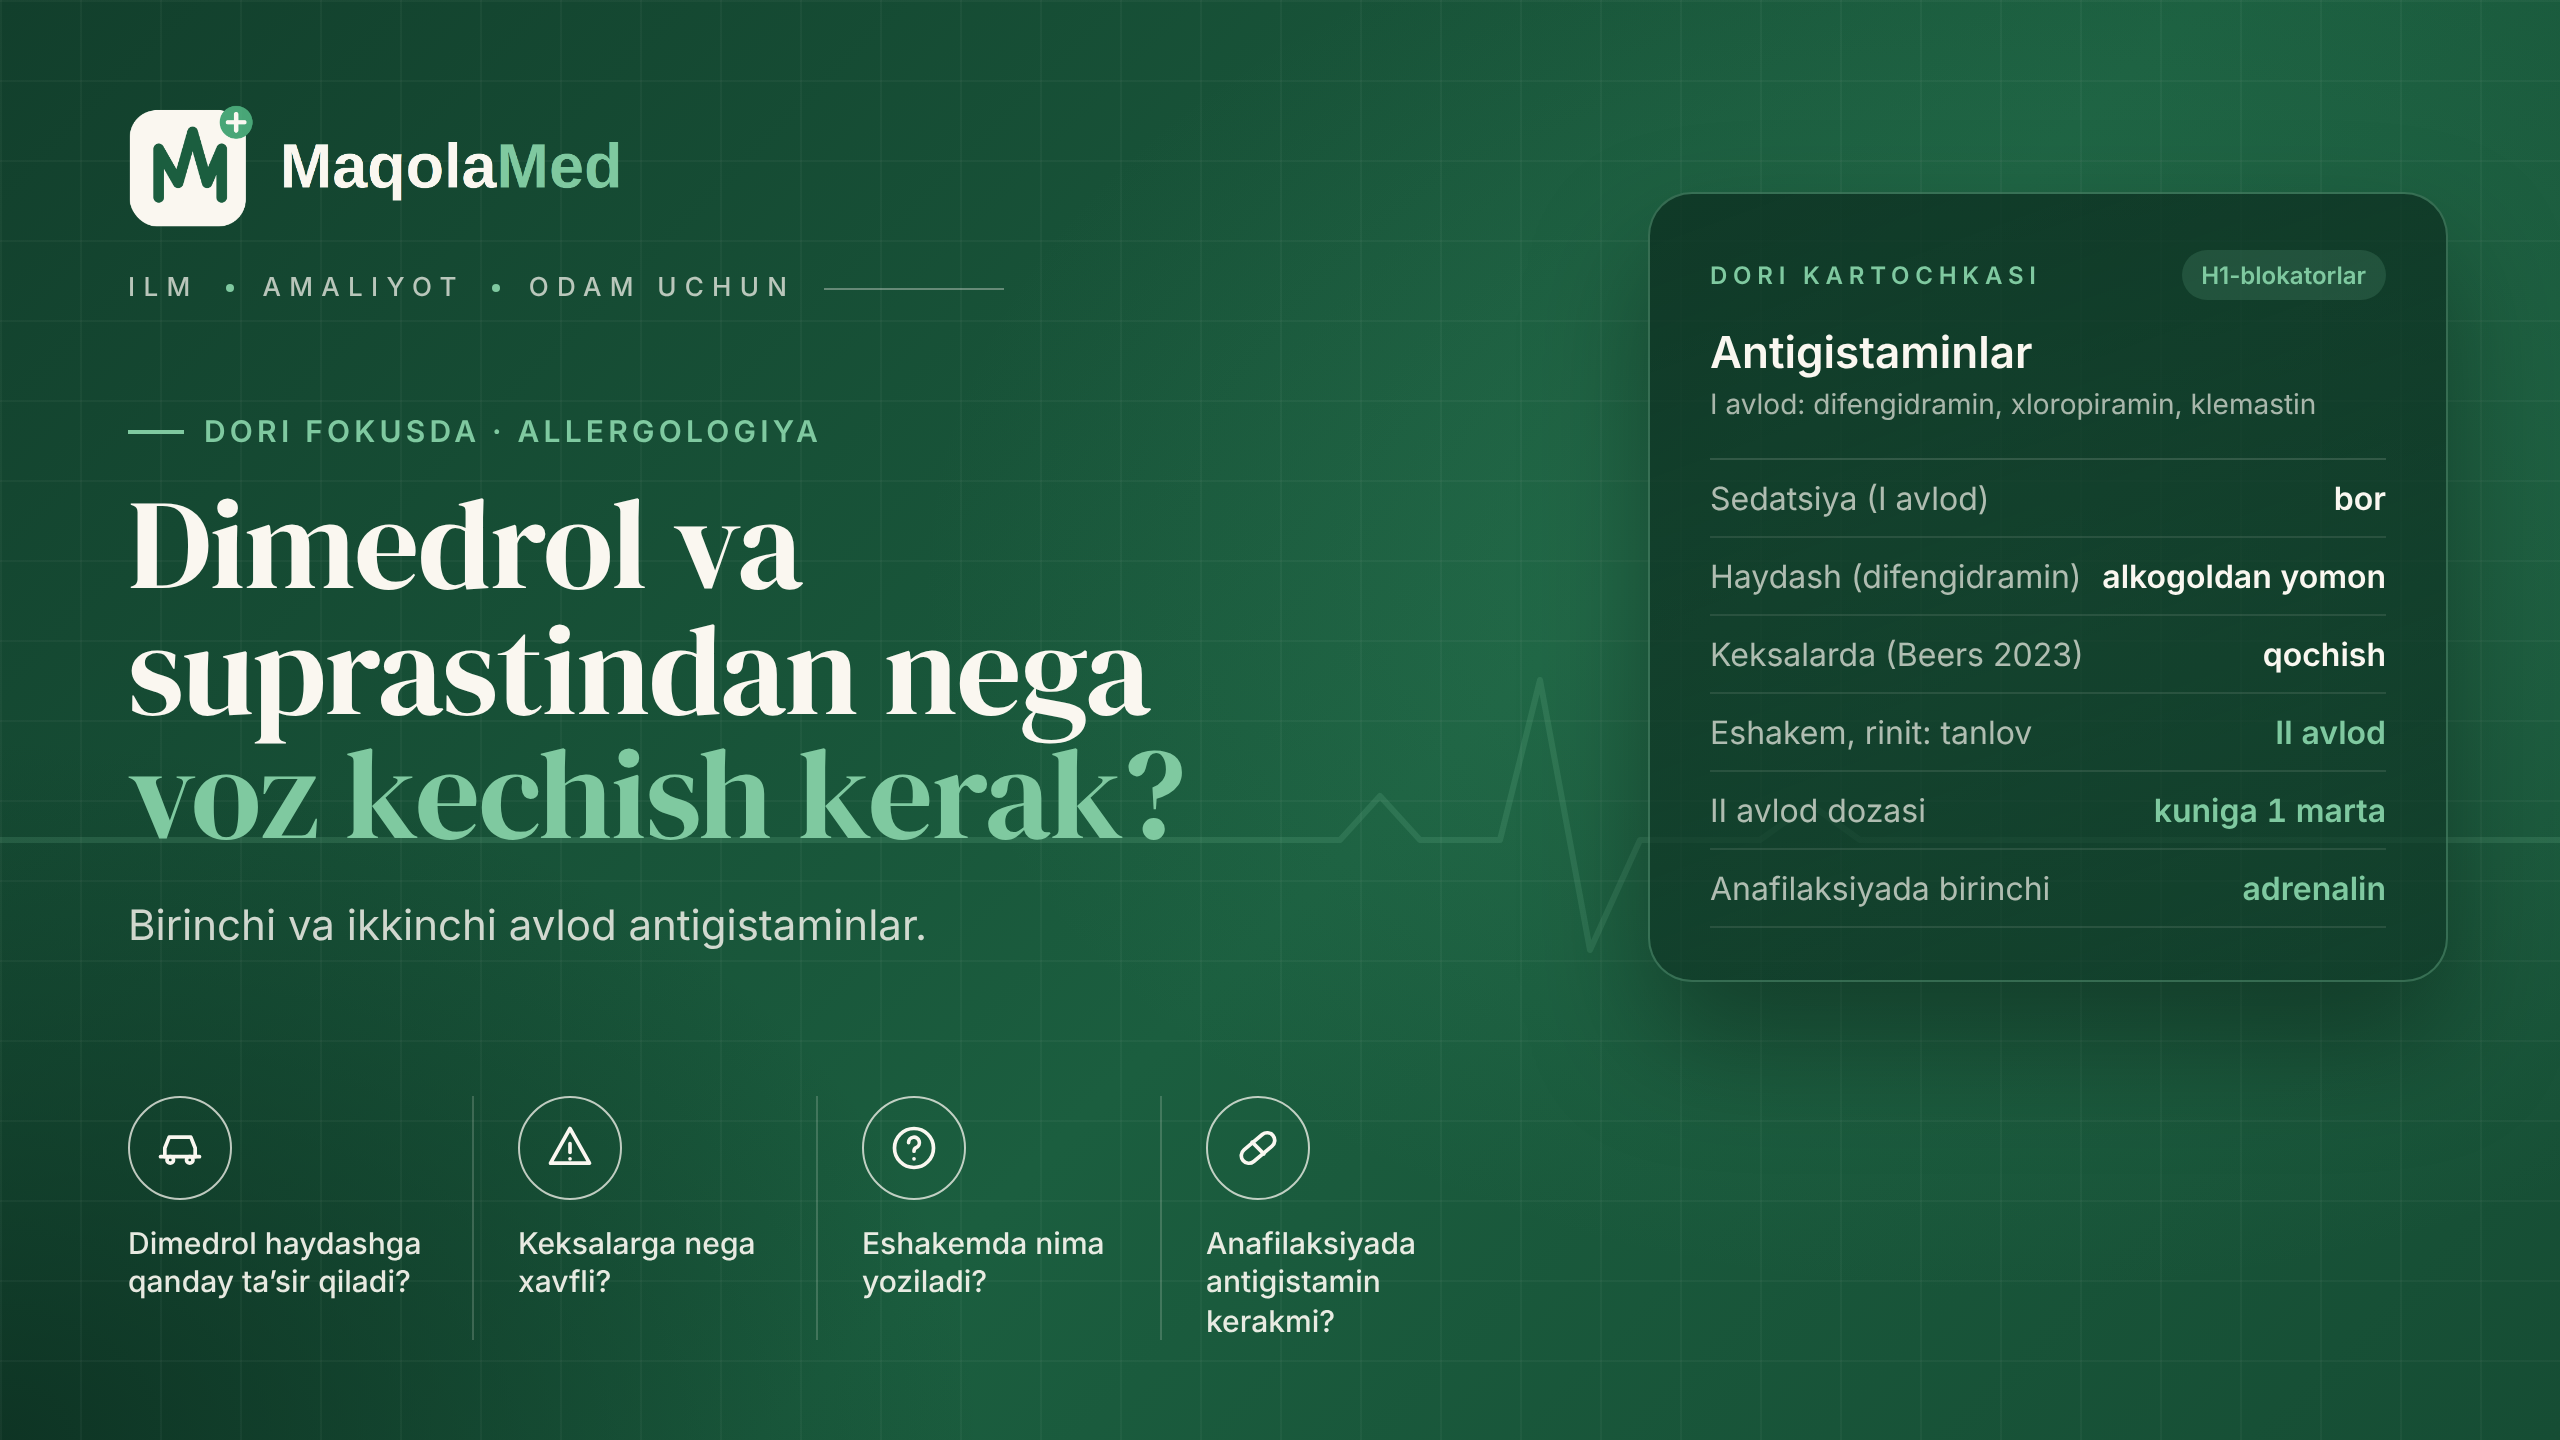 MaqolaMed
ILM • AMALIYOT • ODAM UCHUN
DORI FOKUSDA · ALLERGOLOGIYA
Dimedrol va
suprastindan nega
voz kechish kerak?
Birinchi va ikkinchi avlod antigistaminlar.
Dimedrol haydashga
qanday ta’sir qiladi?
Keksalarga nega
xavfli?
Eshakemda nima
yoziladi?
Anafilaksiyada
antigistamin
kerakmi?
DORI KARTOCHKASI H1-blokatorlar
Antigistaminlar
I avlod: difengidramin, xloropiramin, klemastin
Sedatsiya (I avlod) bor
Haydash (difengidramin) alkogoldan yomon
Keksalarda (Beers 2023) qochish
Eshakem, rinit: tanlov II avlod
II avlod dozasi kuniga 1 marta
Anafilaksiyada birinchi adrenalin